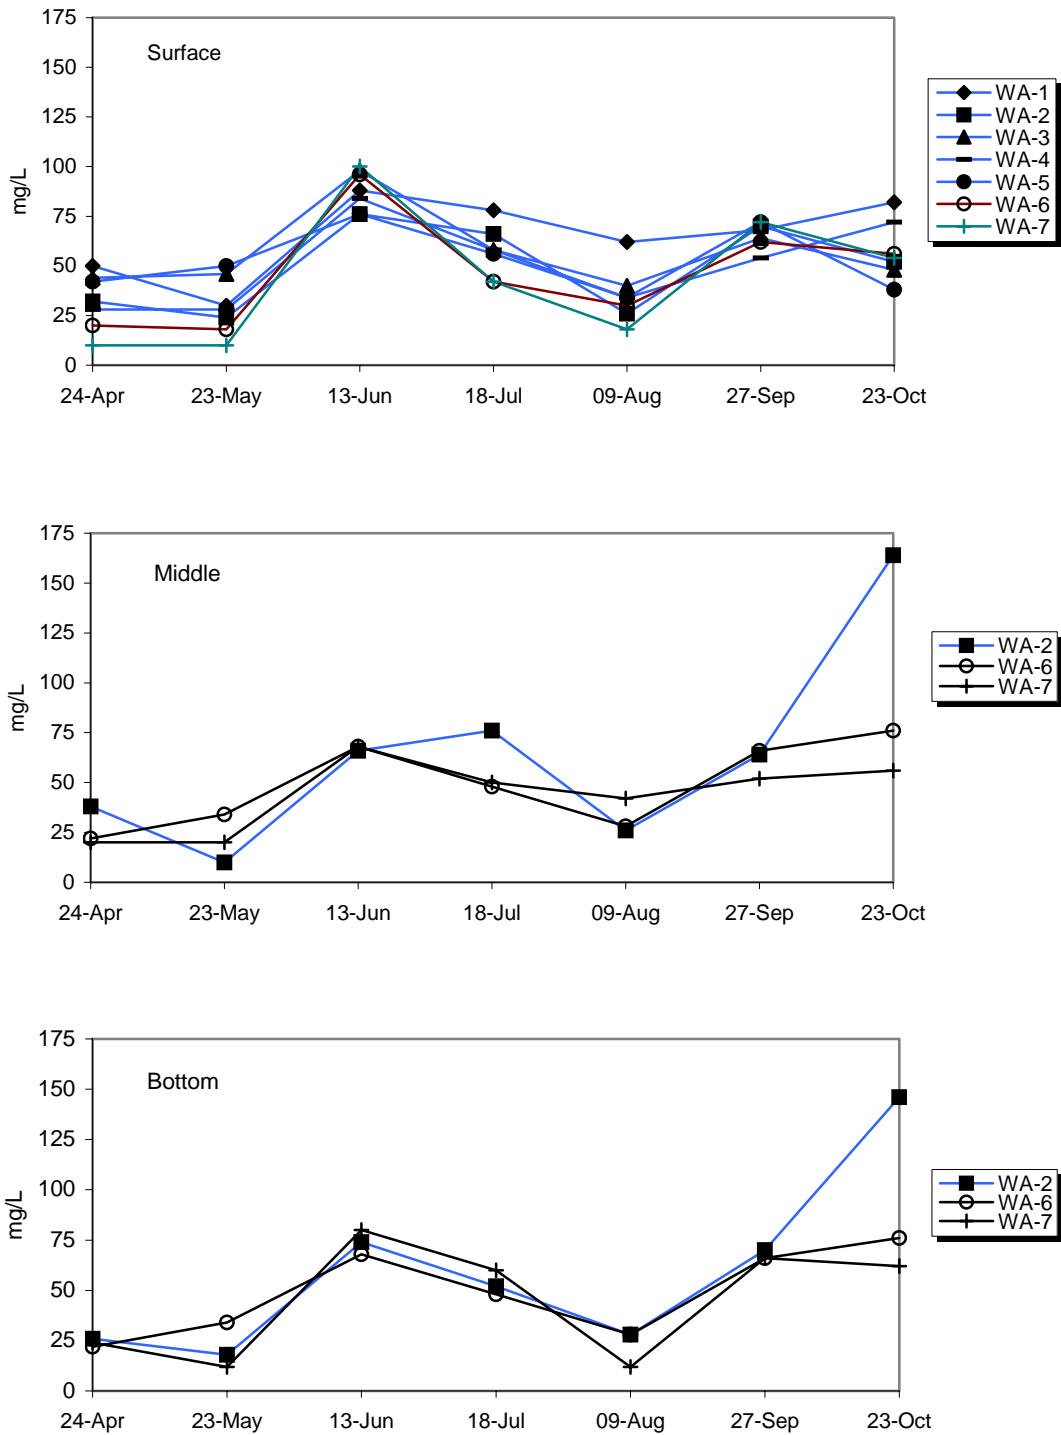 175
Surface
150
125
100
75
50
25
0
mg/L
24-Apr 23-May 13-Jun 18-Jul 09-Aug 27-Sep 23-Oct
WA-1
WA-2
WA-3
WA-4
WA-5
WA-6
WA-7
175
Middle
150
125
100
75
50
25
0
mg/L
24-Apr 23-May 13-Jun 18-Jul 09-Aug 27-Sep 23-Oct
WA-2
WA-6
WA-7
175
Bottom
150
125
100
75
50
25
0
mg/L
24-Apr 23-May 13-Jun 18-Jul 09-Aug 27-Sep 23-Oct
WA-2
WA-6
WA-7